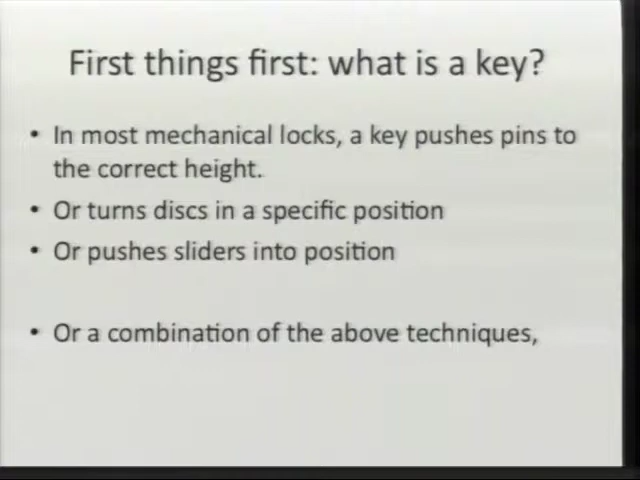 First things first: what is a key?
• In most mechanical locks, a key pushes pins to
the correct height.
• Or turns discs in a specific position
• Or pushes sliders into position
• Or a combination of the above techniques,